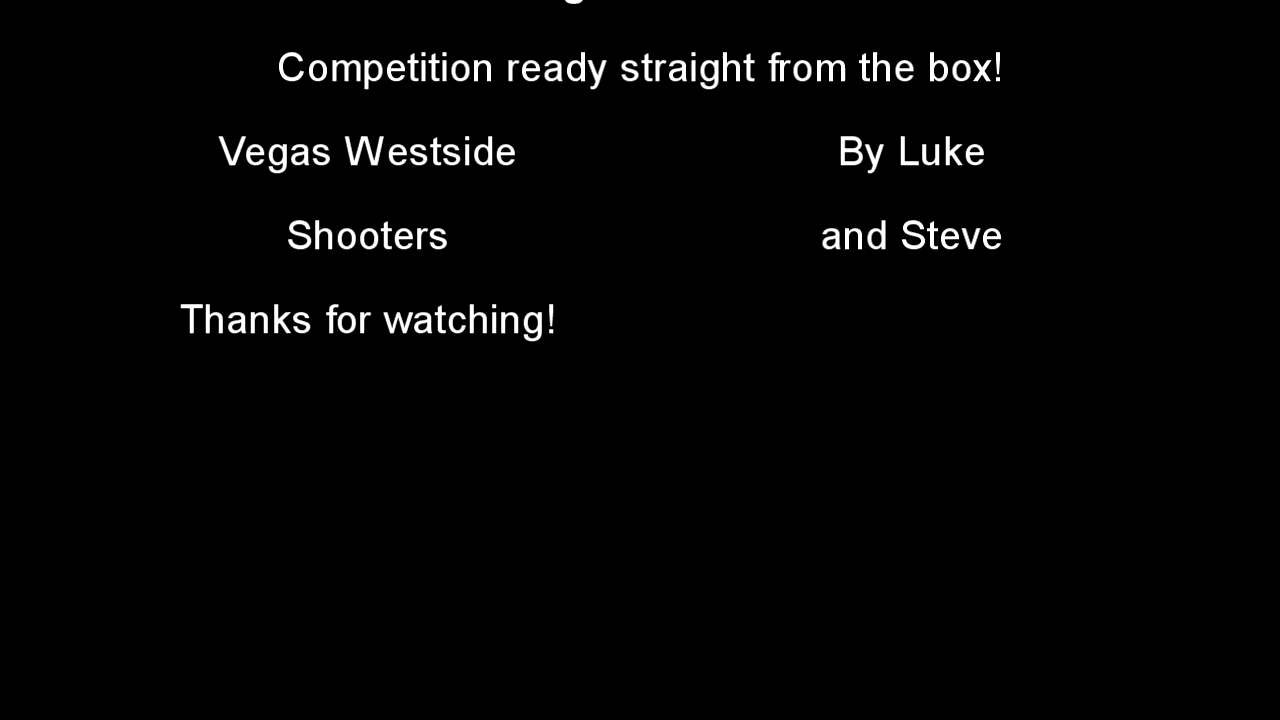 Competition ready straight from the box!
Vegas Westside By Luke
Shooters and Steve
Thanks for watching!